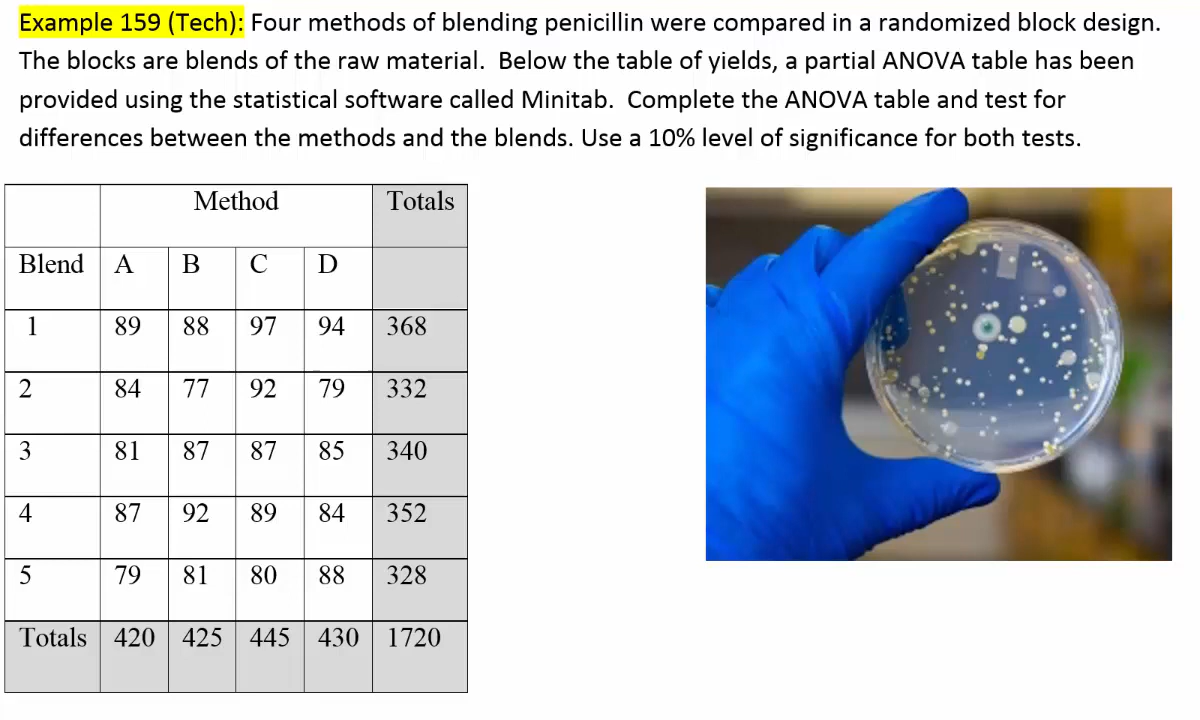 Example 159 (Tech): Four methods of blending penicillin were compared in a randomized block design.
The blocks are blends of the raw material.  Below the table of yields, a partial ANOVA table has been
provided using the statistical software called Minitab.  Complete the ANOVA table and test for
differences between the methods and the blends. Use a 10% level of significance for both tests.
Method Totals
Blend A B C D
1 89 88 97 94 368
2 84 77 92 79 332
3 81 87 87 85 340
4 87 92 89 84 352
5 79 81 80 88 328
Totals 420 425 445 430 1720